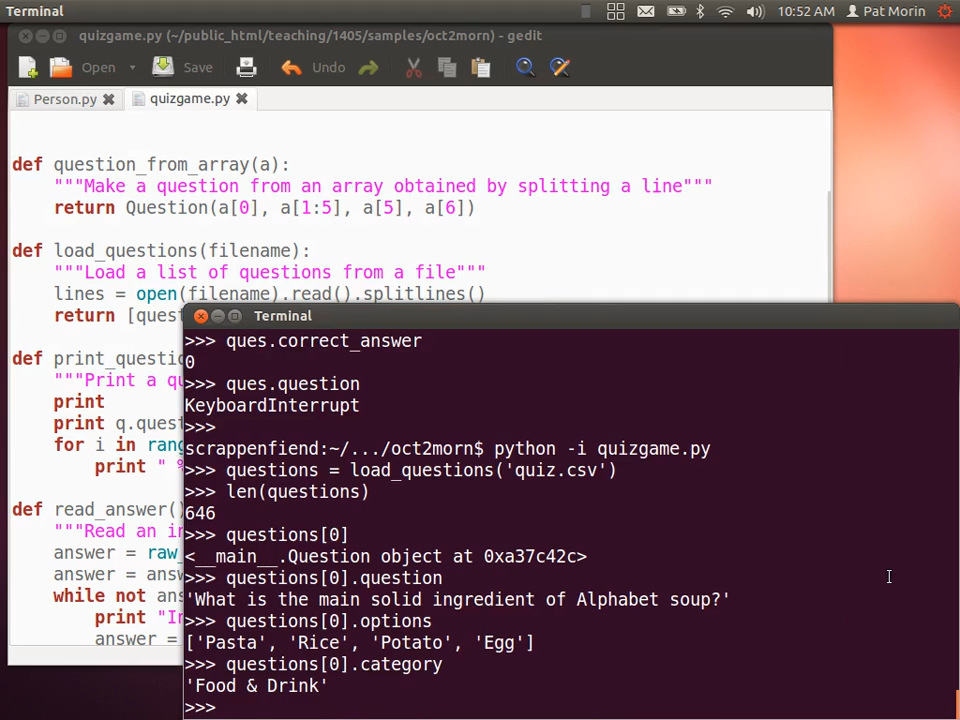 Terminal
10:52 AM
Pat Morin
quizgame.py (~/public_html/teaching/1405/samples/oct2morn) - gedit
Open
Save
Undo
Person.py
quizgame.py
def question_from_array(a):
"""Make a question from an array obtained by splitting a line"""
return Question(a[0], a[1:5], a[5], a[6])
def load_questions(filename):
"""Load a list of questions from a file"""
lines = open(filename).read().splitlines()
return [quest
def print_questio
"""Print a qu
print
print q.quest
for i in rang
print " %
def read_answer()
"""Read an in
answer = raw_
answer = answ
while not ans
print "In
answer =
Terminal
>>> ques.correct_answer
0
>>> ques.question
KeyboardInterrupt
>>>
scrappenfiend:~/.../oct2morn$ python -i quizgame.py
>>> questions = load_questions('quiz.csv')
>>> len(questions)
646
>>> questions[0]
<__main__.Question object at 0xa37c42c>
>>> questions[0].question
'What is the main solid ingredient of Alphabet soup?'
>>> questions[0].options
['Pasta', 'Rice', 'Potato', 'Egg']
>>> questions[0].category
'Food & Drink'
>>>